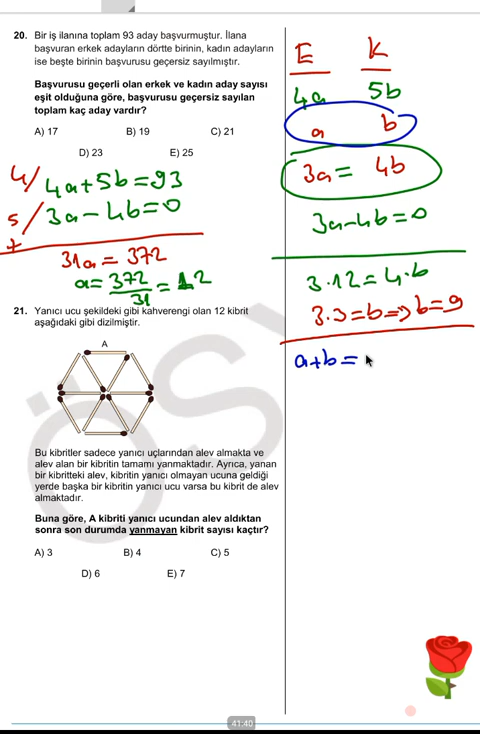 20. Bir iş ilanına toplam 93 aday başvurmuştur. İlana
başvuran erkek adayların dörtte birinin, kadın adayların
ise beşte birinin başvurusu geçersiz sayılmıştır.
Başvurusu geçerli olan erkek ve kadın aday sayısı
eşit olduğuna göre, başvurusu geçersiz sayılan
toplam kaç aday vardır?
A) 17 B) 19 C) 21
D) 23 E) 25
4/ 4a+5b=93
5/ 3a-4b=0
+
31a = 372
a= 372/31 = 12
E K
4a 5b
a b
3a = 4b
3a-4b=0
3.12=4.b
3.3=b=>b=9
a+b=
21. Yanıcı ucu şekildeki gibi kahverengi olan 12 kibrit
aşağıdaki gibi dizilmiştir.
A
Bu kibritler sadece yanıcı uçlarından alev almakta ve
alev alan bir kibritin tamamı yanmaktadır. Ayrıca, yanan
bir kibritteki alev, kibritin yanıcı olmayan ucuna geldiği
yerde başka bir kibritin yanıcı ucu varsa bu kibrit de alev
almaktadır.
Buna göre, A kibriti yanıcı ucundan alev aldıktan
sonra son durumda yanmayan kibrit sayısı kaçtır?
A) 3 B) 4 C) 5
D) 6 E) 7
ÖSY
41:40